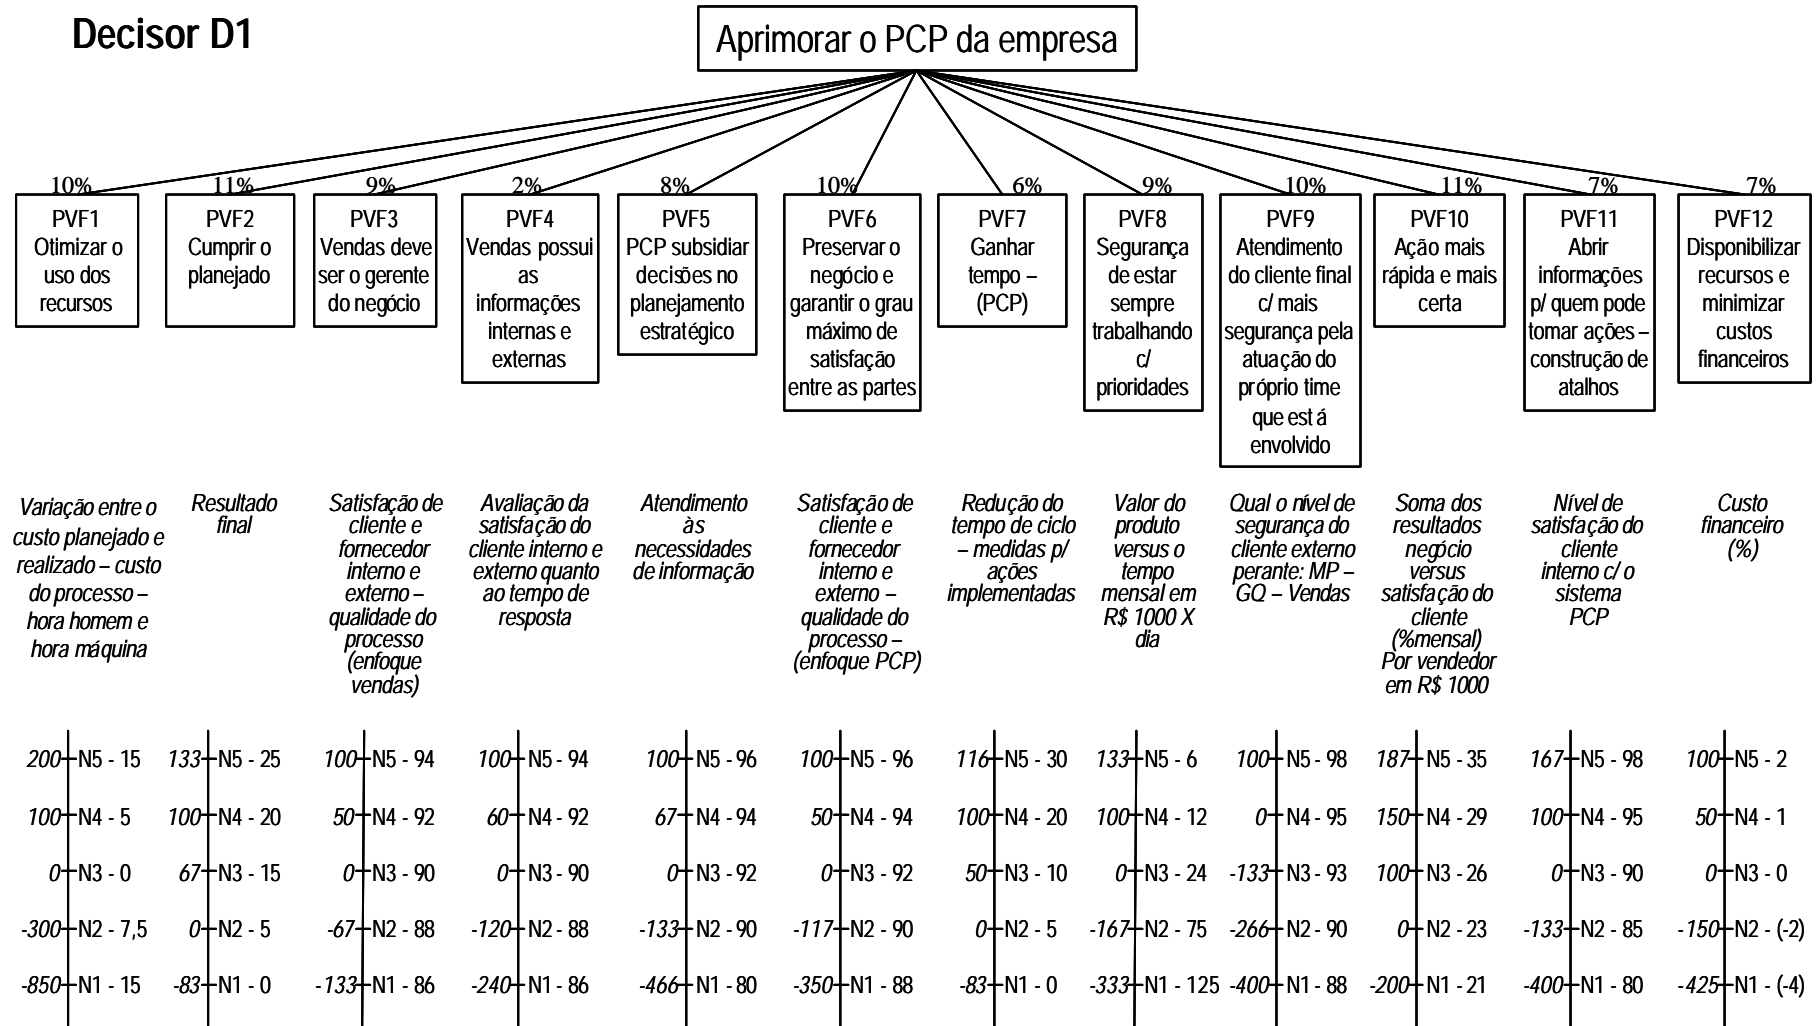 Decisor D1
Aprimorar o PCP da empresa
10%
PVF1
Otimizar o
uso dos
recursos
11%
PVF2
Cumprir o
planejado
9%
PVF3
Vendas deve
ser o gerente
do negócio
2%
PVF4
Vendas possui
as
informações
internas e
externas
8%
PVF5
PCP subsidiar
decisões no
planejamento
estratégico
10%
PVF6
Preservar o
negócio e
garantir o grau
máximo de
satisfação
entre as partes
6%
PVF7
Ganhar
tempo –
(PCP)
9%
PVF8
Segurança
de estar
sempre
trabalhando
c/
prioridades
10%
PVF9
Atendimento
do cliente final
c/ mais
segurança pela
atuação do
próprio time
que est á
envolvido
11%
PVF10
Ação mais
rápida e mais
certa
7%
PVF11
Abrir
informações
p/ quem pode
tomar ações –
construção de
atalhos
7%
PVF12
Disponibilizar
recursos e
minimizar
custos
financeiros
Variação entre o
custo planejado e
realizado – custo
do processo –
hora homem e
hora máquina
Resultado
final
Satisfação de
cliente e
fornecedor
interno e
externo –
qualidade do
processo
(enfoque
vendas)
Avaliação da
satisfação do
cliente interno e
externo quanto
ao tempo de
resposta
Atendimento
às
necessidades
de informação
Satisfação de
cliente e
fornecedor
interno e
externo –
qualidade do
processo –
(enfoque PCP)
Redução do
tempo de ciclo
– medidas p/
ações
implementadas
Valor do
produto
versus o
tempo
mensal em
R$ 1000 X
dia
Qual o nível de
segurança do
cliente externo
perante: MP –
GQ – Vendas
Soma dos
resultados
negócio
versus
satisfação do
cliente
(%mensal)
Por vendedor
em R$ 1000
Nível de
satisfação do
cliente
interno c/ o
sistema
PCP
Custo
financeiro
(%)
200 N5 - 15 133 N5 - 25 100 N5 - 94 100 N5 - 94 100 N5 - 96 100 N5 - 96 116 N5 - 30 133 N5 - 6 100 N5 - 98 187 N5 - 35 167 N5 - 98 100 N5 - 2
100 N4 - 5 100 N4 - 20 50 N4 - 92 60 N4 - 92 67 N4 - 94 50 N4 - 94 100 N4 - 20 100 N4 - 12 0 N4 - 95 150 N4 - 29 100 N4 - 95 50 N4 - 1
0 N3 - 0 67 N3 - 15 0 N3 - 90 0 N3 - 90 0 N3 - 92 0 N3 - 92 50 N3 - 10 0 N3 - 24 -133 N3 - 93 100 N3 - 26 0 N3 - 90 0 N3 - 0
-300 N2 - 7,5 0 N2 - 5 -67 N2 - 88 -120 N2 - 88 -133 N2 - 90 -117 N2 - 90 0 N2 - 5 -167 N2 - 75 -266 N2 - 90 0 N2 - 23 -133 N2 - 85 -150 N2 - (-2)
-850 N1 - 15 -83 N1 - 0 -133 N1 - 86 -240 N1 - 86 -466 N1 - 80 -350 N1 - 88 -83 N1 - 0 -333 N1 - 125 -400 N1 - 88 -200 N1 - 21 -400 N1 - 80 -425 N1 - (-4)